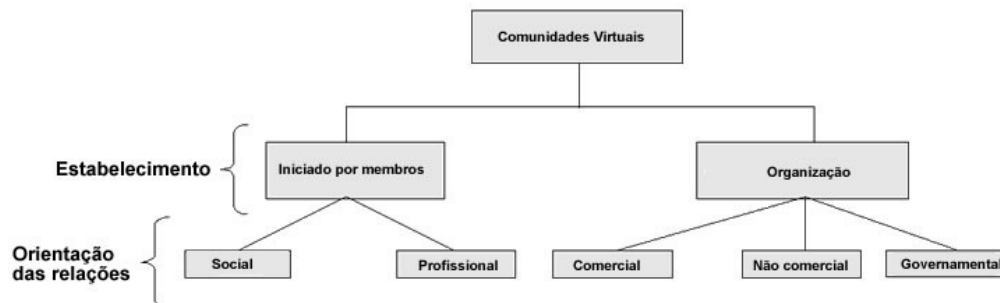 Comunidades Virtuais
Estabelecimento
Iniciado por membros
Organização
Orientação
das relações
Social
Profissional
Comercial
Não comercial
Governamental